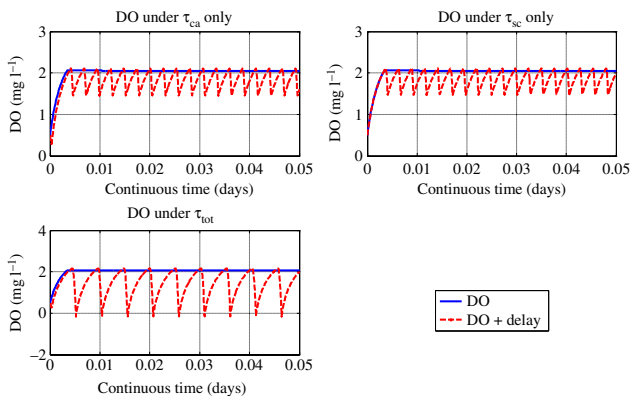 DO under τca only
DO (mg l⁻¹)
3
2
1
0
0 0.01 0.02 0.03 0.04 0.05
Continuous time (days)
DO under τsc only
DO (mg l⁻¹)
3
2
1
0
0 0.01 0.02 0.03 0.04 0.05
Continuous time (days)
DO under τtot
DO (mg l⁻¹)
4
2
0
−2
0 0.01 0.02 0.03 0.04 0.05
Continuous time (days)
DO
DO + delay